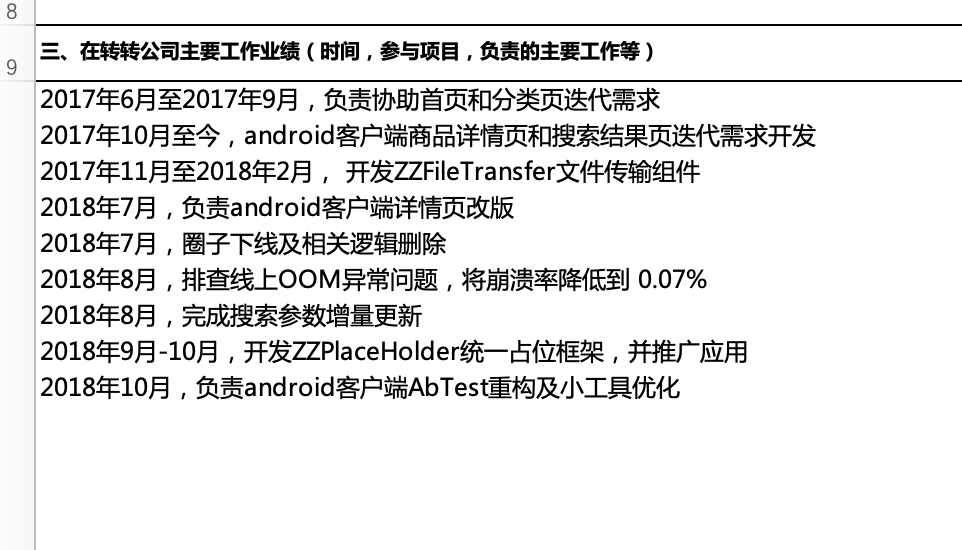 8
三、在转转公司主要工作业绩（时间，参与项目，负责的主要工作等）
9
2017年6月至2017年9月，负责协助首页和分类页迭代需求
2017年10月至今，android客户端商品详情页和搜索结果页迭代需求开发
2017年11月至2018年2月， 开发ZZFileTransfer文件传输组件
2018年7月，负责android客户端详情页改版
2018年7月，圈子下线及相关逻辑删除
2018年8月，排查线上OOM异常问题，将崩溃率降低到 0.07%
2018年8月，完成搜索参数增量更新
2018年9月-10月，开发ZZPlaceHolder统一占位框架，并推广应用
2018年10月，负责android客户端AbTest重构及小工具优化